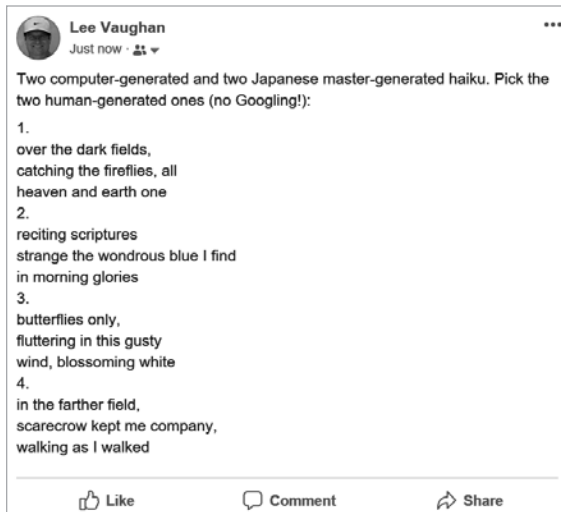 Lee Vaughan
Just now ·
Two computer-generated and two Japanese master-generated haiku. Pick the
two human-generated ones (no Googling!):
1.
over the dark fields,
catching the fireflies, all
heaven and earth one
2.
reciting scriptures
strange the wondrous blue I find
in morning glories
3.
butterflies only,
fluttering in this gusty
wind, blossoming white
4.
in the farther field,
scarecrow kept me company,
walking as I walked
Like Comment Share